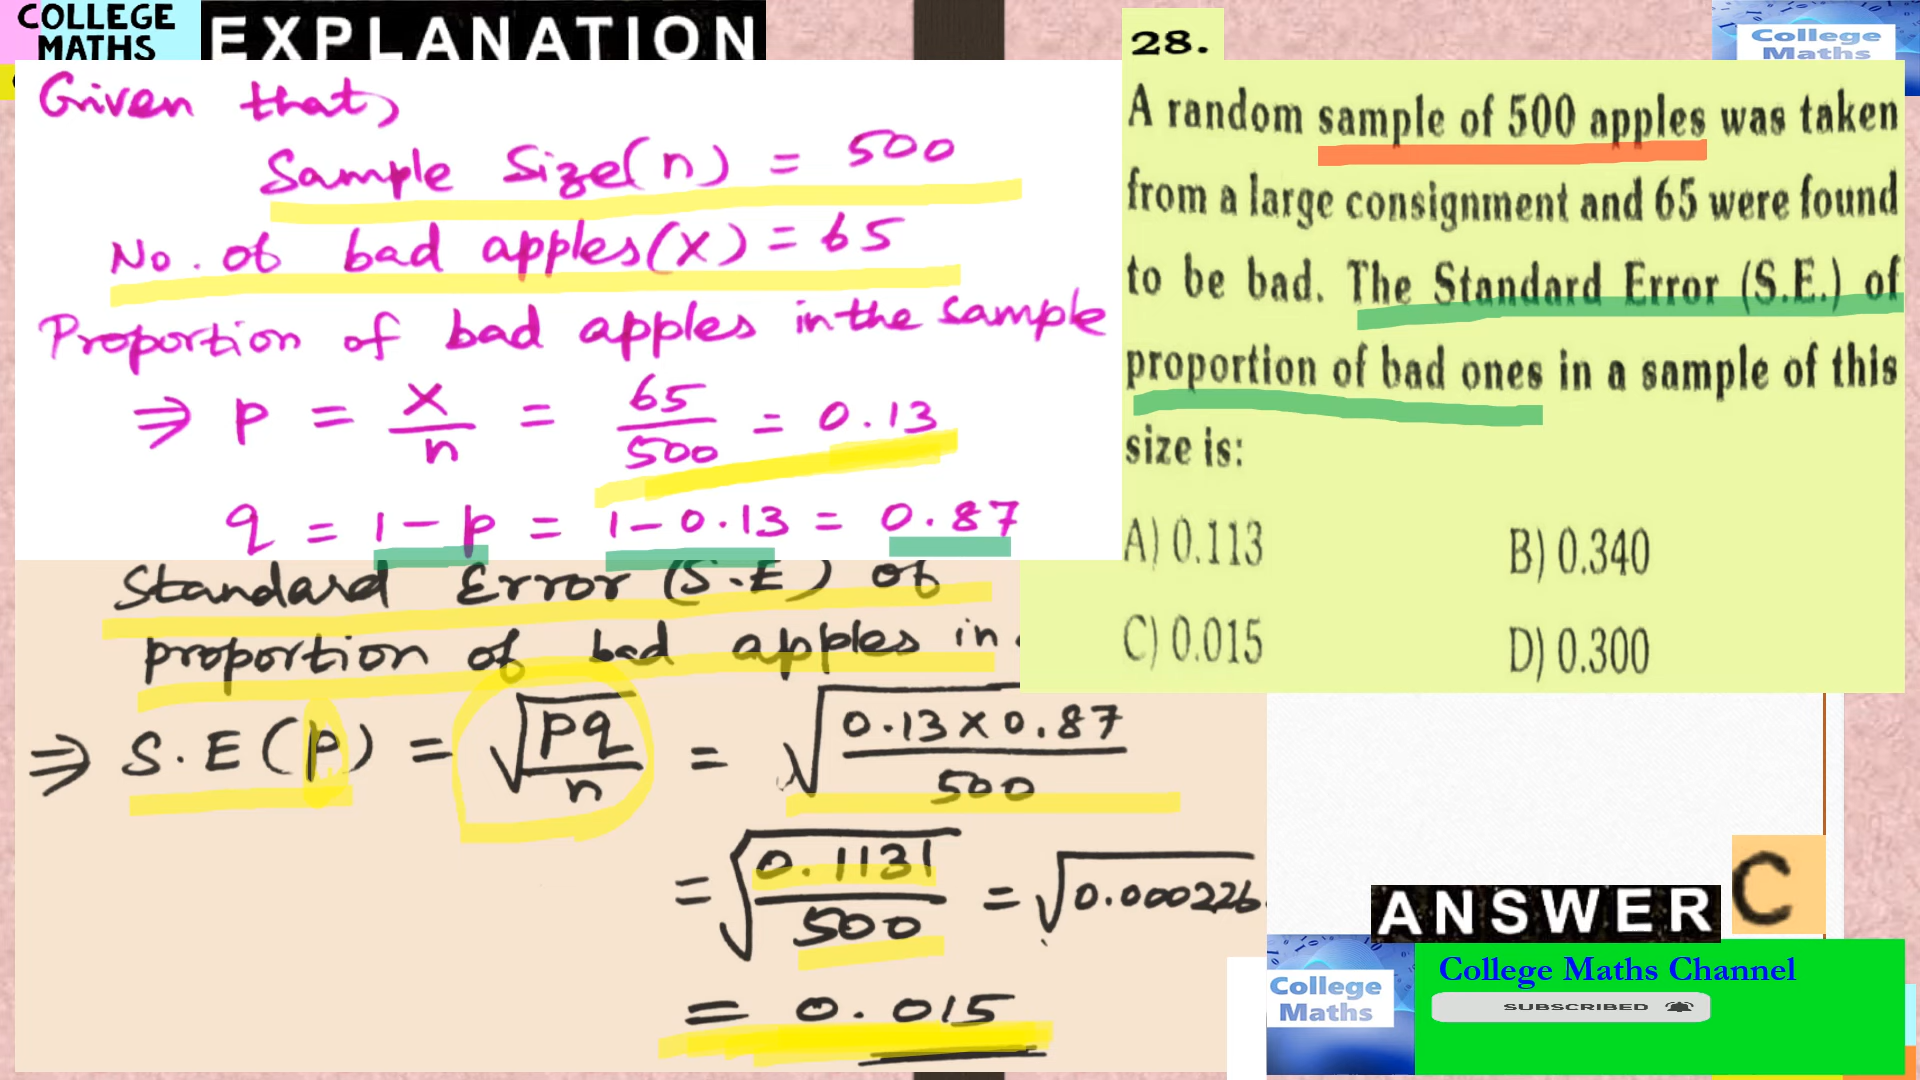 COLLEGE
MATHS
EXPLANATION
Given that,
Sample Size(n) = 500
No. of bad apples(x) = 65
Proportion of bad apples in the sample
⇒ p = x/n = 65/500 = 0.13
q = 1 - p = 1 - 0.13 = 0.87
Standard Error (S.E) of
proportion of bad apples in
⇒ S.E(p) = √(pq/n) = √(0.13 x 0.87/500)
= √(0.1131/500) = √0.000226
= 0.015
28.
A random sample of 500 apples was taken
from a large consignment and 65 were found
to be bad. The Standard Error (S.E.) of
proportion of bad ones in a sample of this
size is:
A) 0.113 B) 0.340
C) 0.015 D) 0.300
College
Maths
ANSWER C
College
Maths
College Maths Channel
SUBSCRIBED